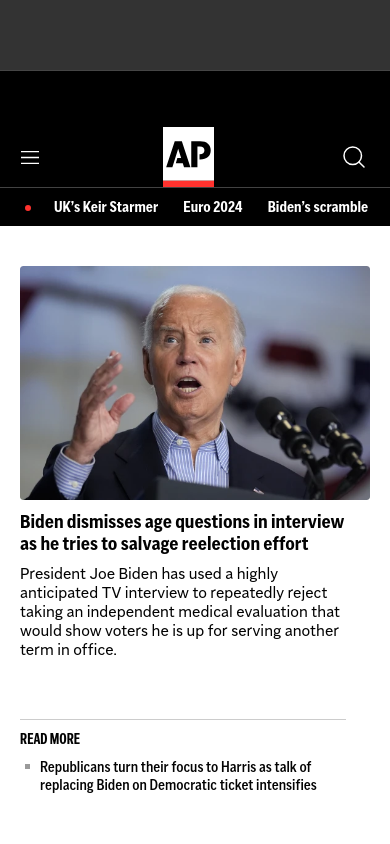 AP
UK's Keir Starmer Euro 2024 Biden's scramble
Biden dismisses age questions in interview
as he tries to salvage reelection effort
President Joe Biden has used a highly
anticipated TV interview to repeatedly reject
taking an independent medical evaluation that
would show voters he is up for serving another
term in office.
READ MORE
Republicans turn their focus to Harris as talk of
replacing Biden on Democratic ticket intensifies